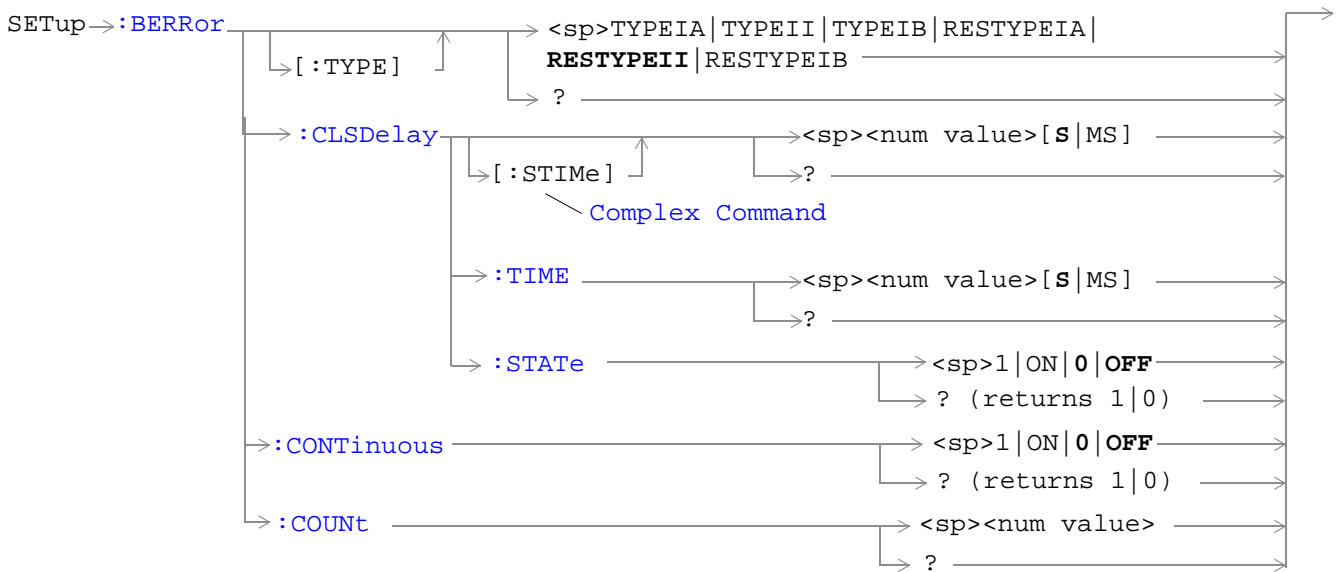 SETup :BERRor <sp>TYPEIA|TYPEII|TYPEIB|RESTYPEIA|
[:TYPE] RESTYPEII|RESTYPEIB
?
:CLSDelay <sp><num value>[S|MS]
[:STIMe] ?
Complex Command
:TIME <sp><num value>[S|MS]
?
:STATe <sp>1|ON|0|OFF
? (returns 1|0)
:CONTinuous <sp>1|ON|0|OFF
? (returns 1|0)
:COUNt <sp><num value>
?